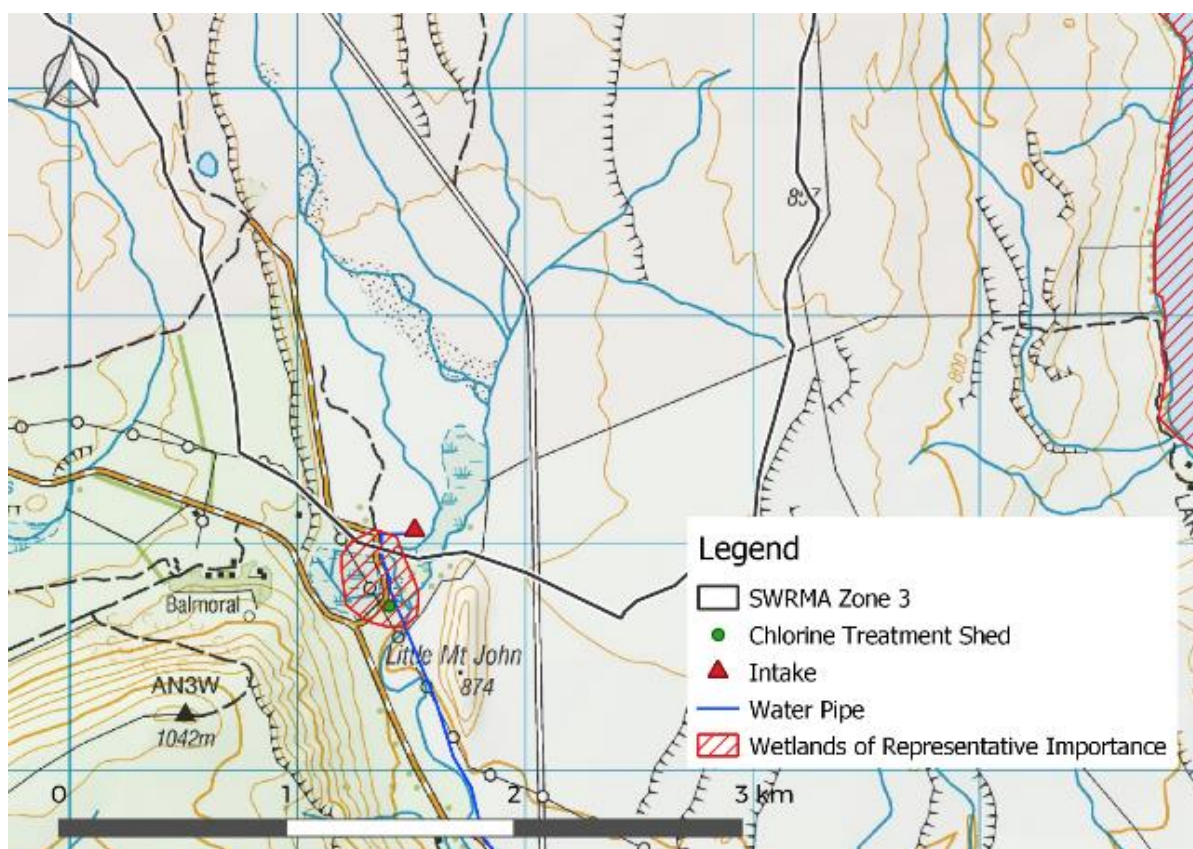 857
800
Balmoral
Little Mt John
874
AN3W
1042m
Legend
SWRMA Zone 3
Chlorine Treatment Shed
Intake
Water Pipe
Wetlands of Representative Importance
0 1 2 3 km